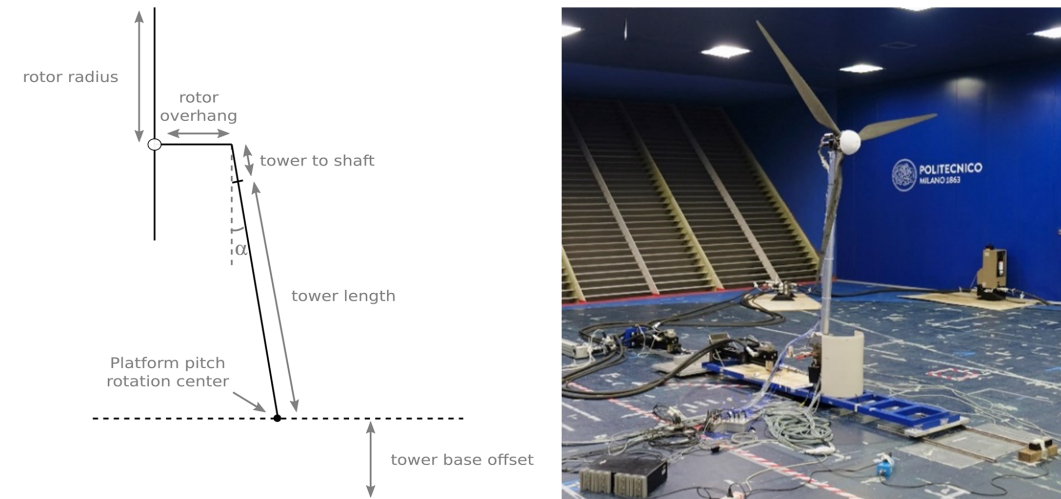 rotor radius
rotor
overhang
tower to shaft
α
tower length
Platform pitch
rotation center
tower base offset
POLITECNICO
MILANO 1863